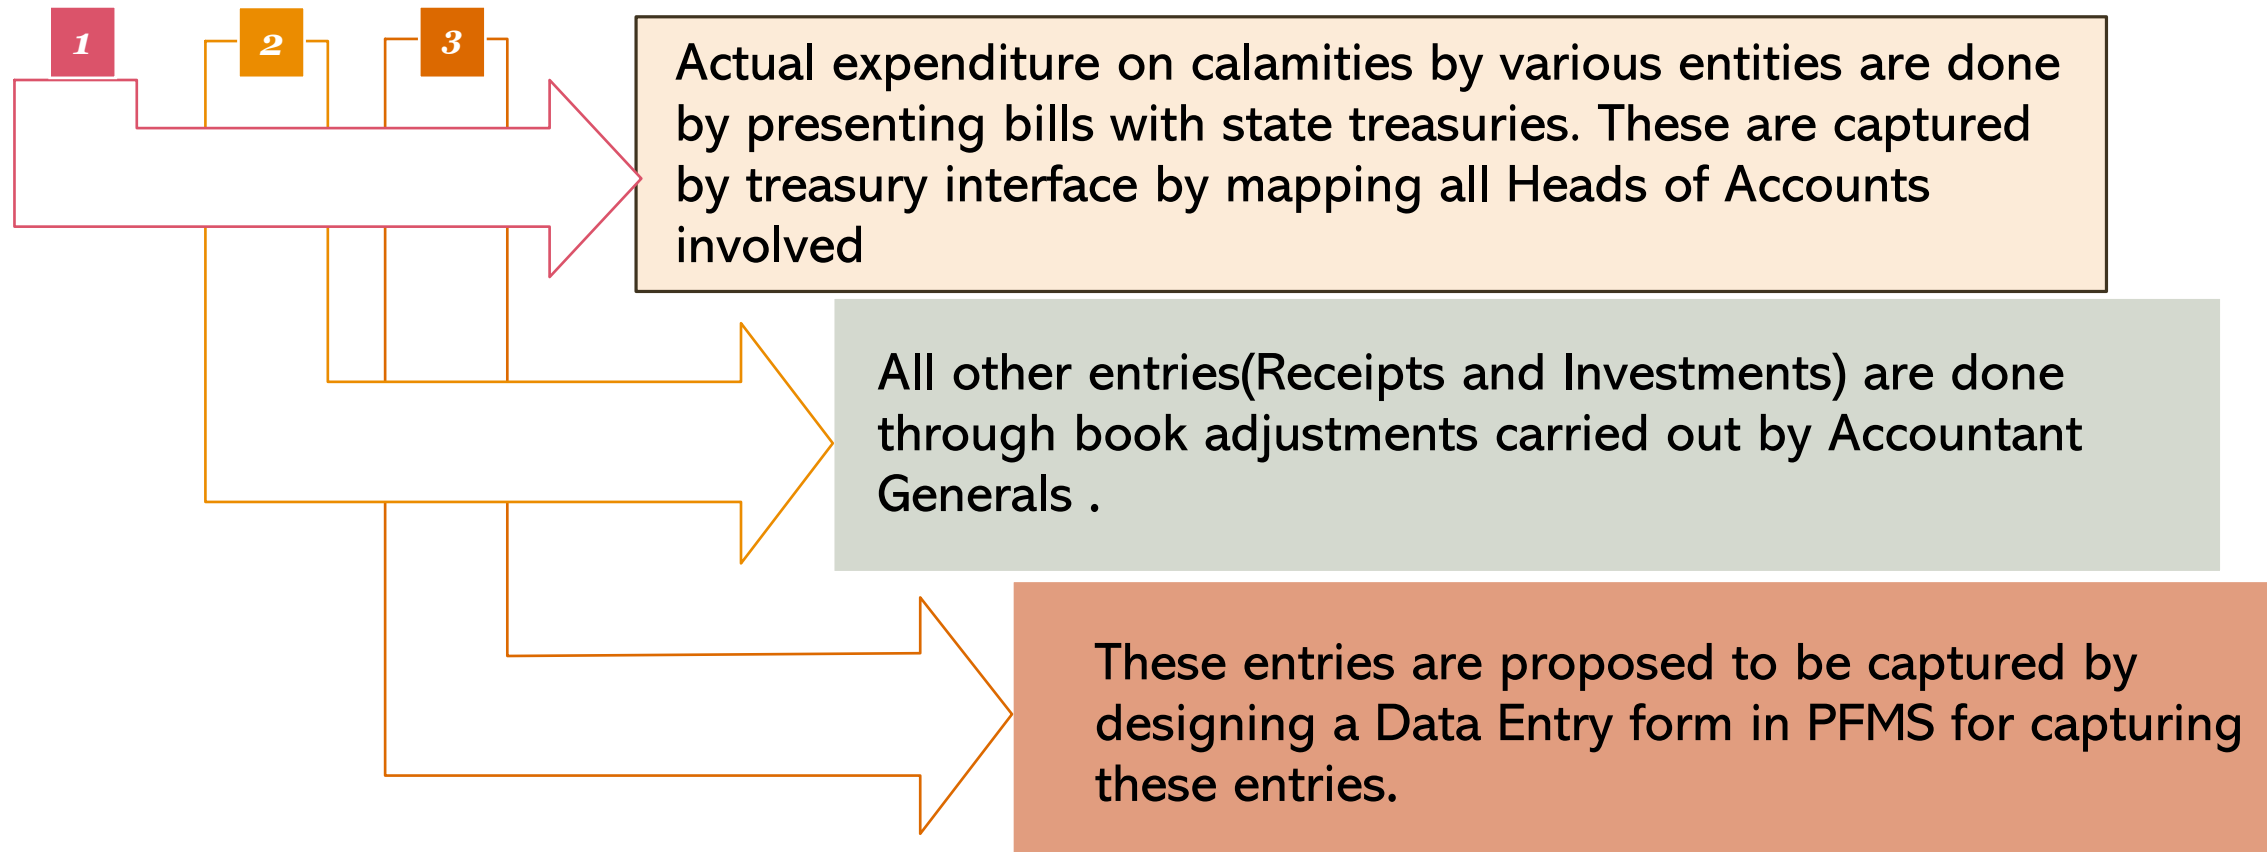 1
2
3
Actual expenditure on calamities by various entities are done
by presenting bills with state treasuries. These are captured
by treasury interface by mapping all Heads of Accounts
involved
All other entries(Receipts and Investments) are done
through book adjustments carried out by Accountant
Generals .
These entries are proposed to be captured by
designing a Data Entry form in PFMS for capturing
these entries.